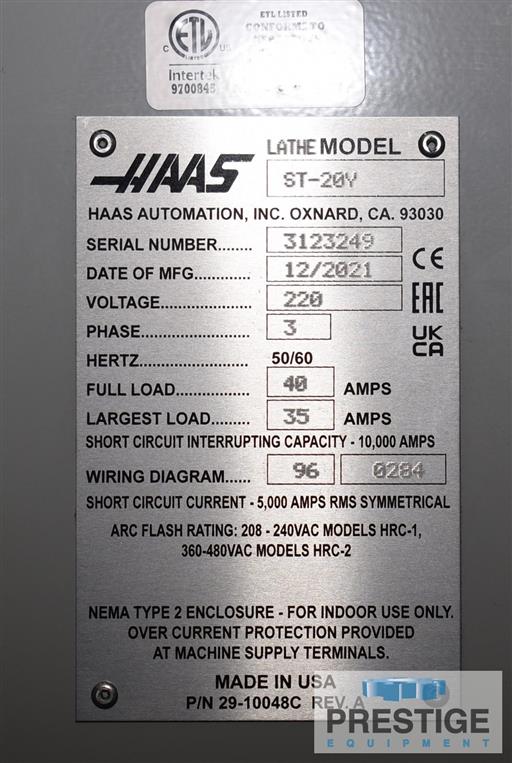 ETL LISTED
CONFORMS TO
C ETL US
LISTED
Intertek
9700845
HAAS
LATHE MODEL
ST-20Y
HAAS AUTOMATION, INC. OXNARD, CA. 93030
SERIAL NUMBER........ 3123249
DATE OF MFG............. 12/2021
VOLTAGE................... 220
PHASE....................... 3
HERTZ........................ 50/60
FULL LOAD................. 40 AMPS
LARGEST LOAD......... 35 AMPS
CE
EAC
UK
CA
SHORT CIRCUIT INTERRUPTING CAPACITY - 10,000 AMPS
WIRING DIAGRAM...... 96 0284
SHORT CIRCUIT CURRENT - 5,000 AMPS RMS SYMMETRICAL
ARC FLASH RATING: 208 - 240VAC MODELS HRC-1,
360-480VAC MODELS HRC-2
NEMA TYPE 2 ENCLOSURE - FOR INDOOR USE ONLY.
OVER CURRENT PROTECTION PROVIDED
AT MACHINE SUPPLY TERMINALS.
MADE IN USA
P/N 29-10048C REV. A
PRESTIGE
EQUIPMENT